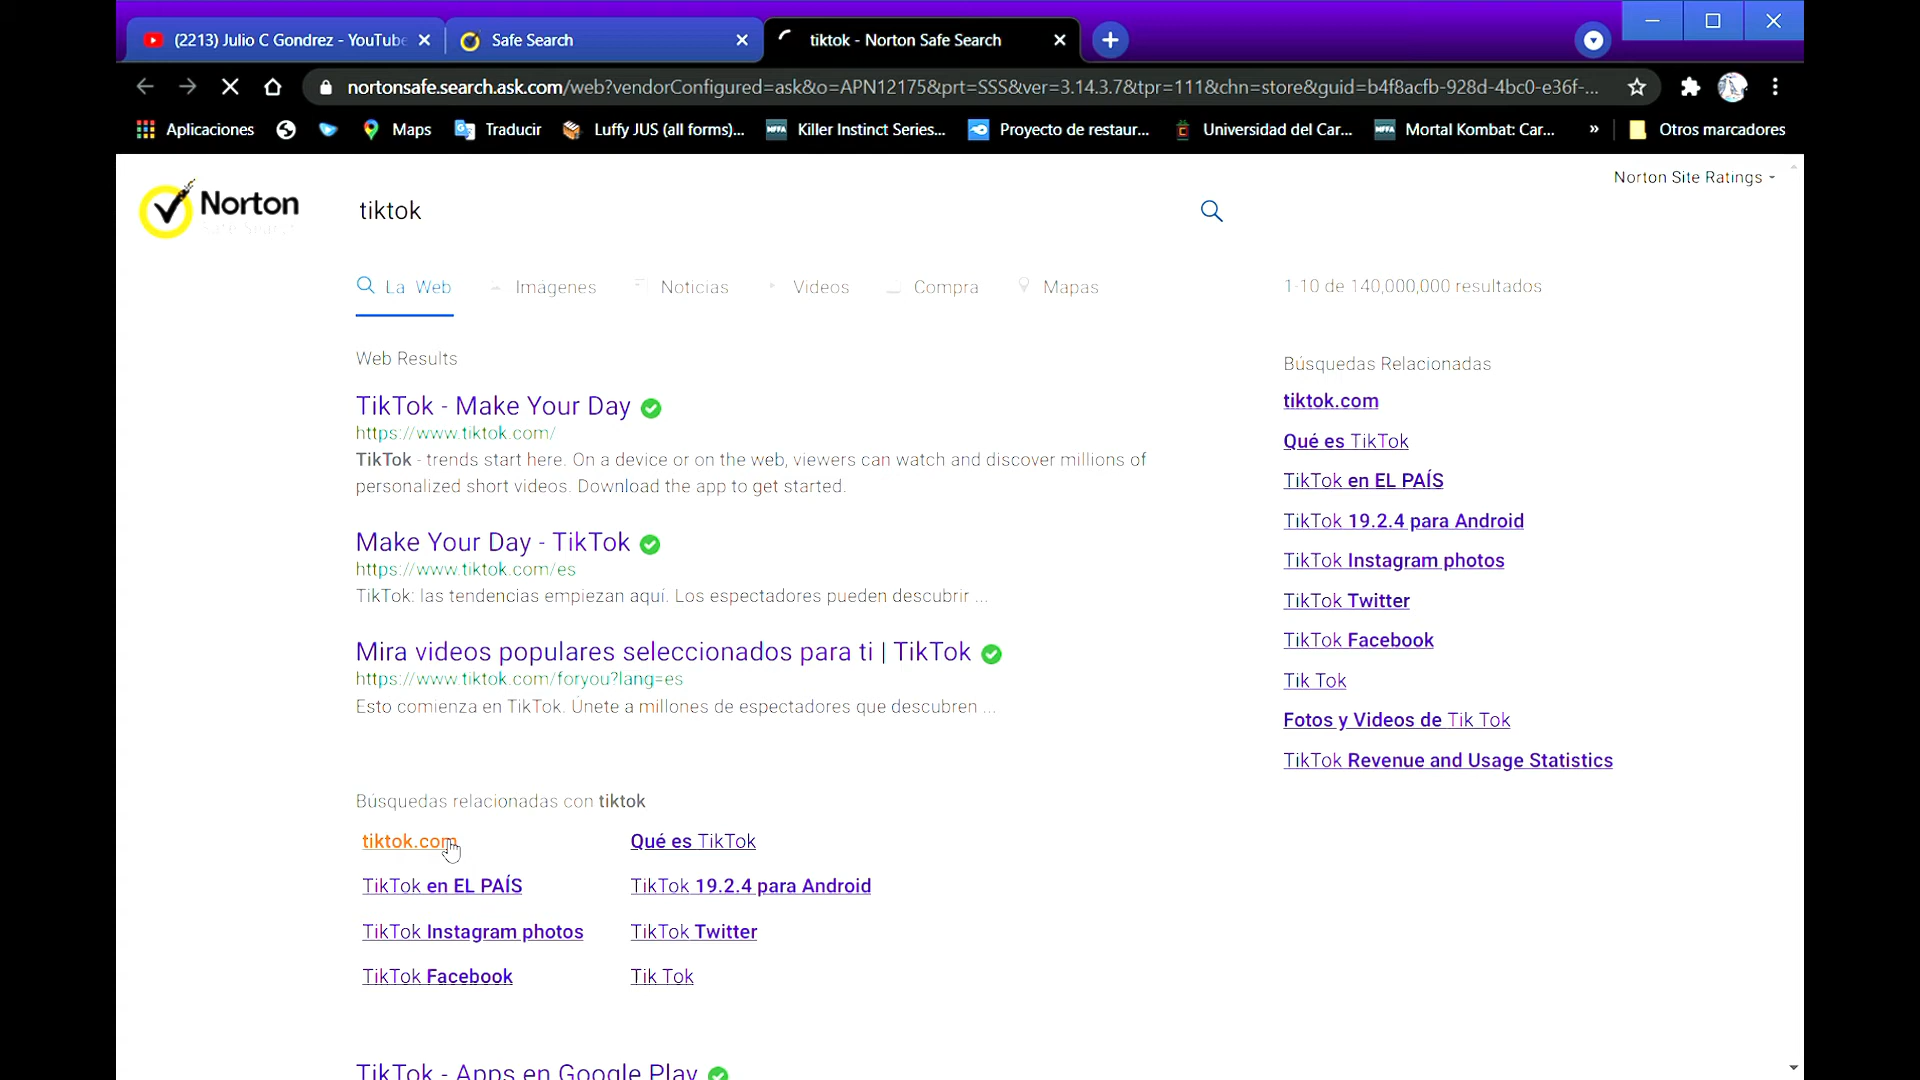 (2213) Julio C Gondrez - YouTube
Safe Search
tiktok - Norton Safe Search
nortonsafe.search.ask.com/web?vendorConfigured=ask&o=APN12175&prt=SSS&ver=3.14.3.7&tpr=111&chn=store&guid=b4f8acfb-928d-4bc0-e36f-...
Aplicaciones
Maps
Traducir
Luffy JUS (all forms)...
Killer Instinct Series...
Proyecto de restaur...
Universidad del Car...
Mortal Kombat: Car...
»
Otros marcadores
Norton Site Ratings
Norton
Safe Search
tiktok
La Web
Imágenes
Noticias
Videos
Compra
Mapas
1-10 de 140,000,000 resultados
Web Results
TikTok - Make Your Day
https://www.tiktok.com/
TikTok - trends start here. On a device or on the web, viewers can watch and discover millions of
personalized short videos. Download the app to get started.
Make Your Day - TikTok
https://www.tiktok.com/es
TikTok: las tendencias empiezan aquí. Los espectadores pueden descubrir ...
Mira videos populares seleccionados para ti | TikTok
https://www.tiktok.com/foryou?lang=es
Esto comienza en TikTok. Únete a millones de espectadores que descubren ...
Búsquedas relacionadas con tiktok
tiktok.com
Qué es TikTok
TikTok en EL PAÍS
TikTok 19.2.4 para Android
TikTok Instagram photos
TikTok Twitter
TikTok Facebook
Tik Tok
TikTok - Apps en Google Play
Búsquedas Relacionadas
tiktok.com
Qué es TikTok
TikTok en EL PAÍS
TikTok 19.2.4 para Android
TikTok Instagram photos
TikTok Twitter
TikTok Facebook
Tik Tok
Fotos y Videos de Tik Tok
TikTok Revenue and Usage Statistics